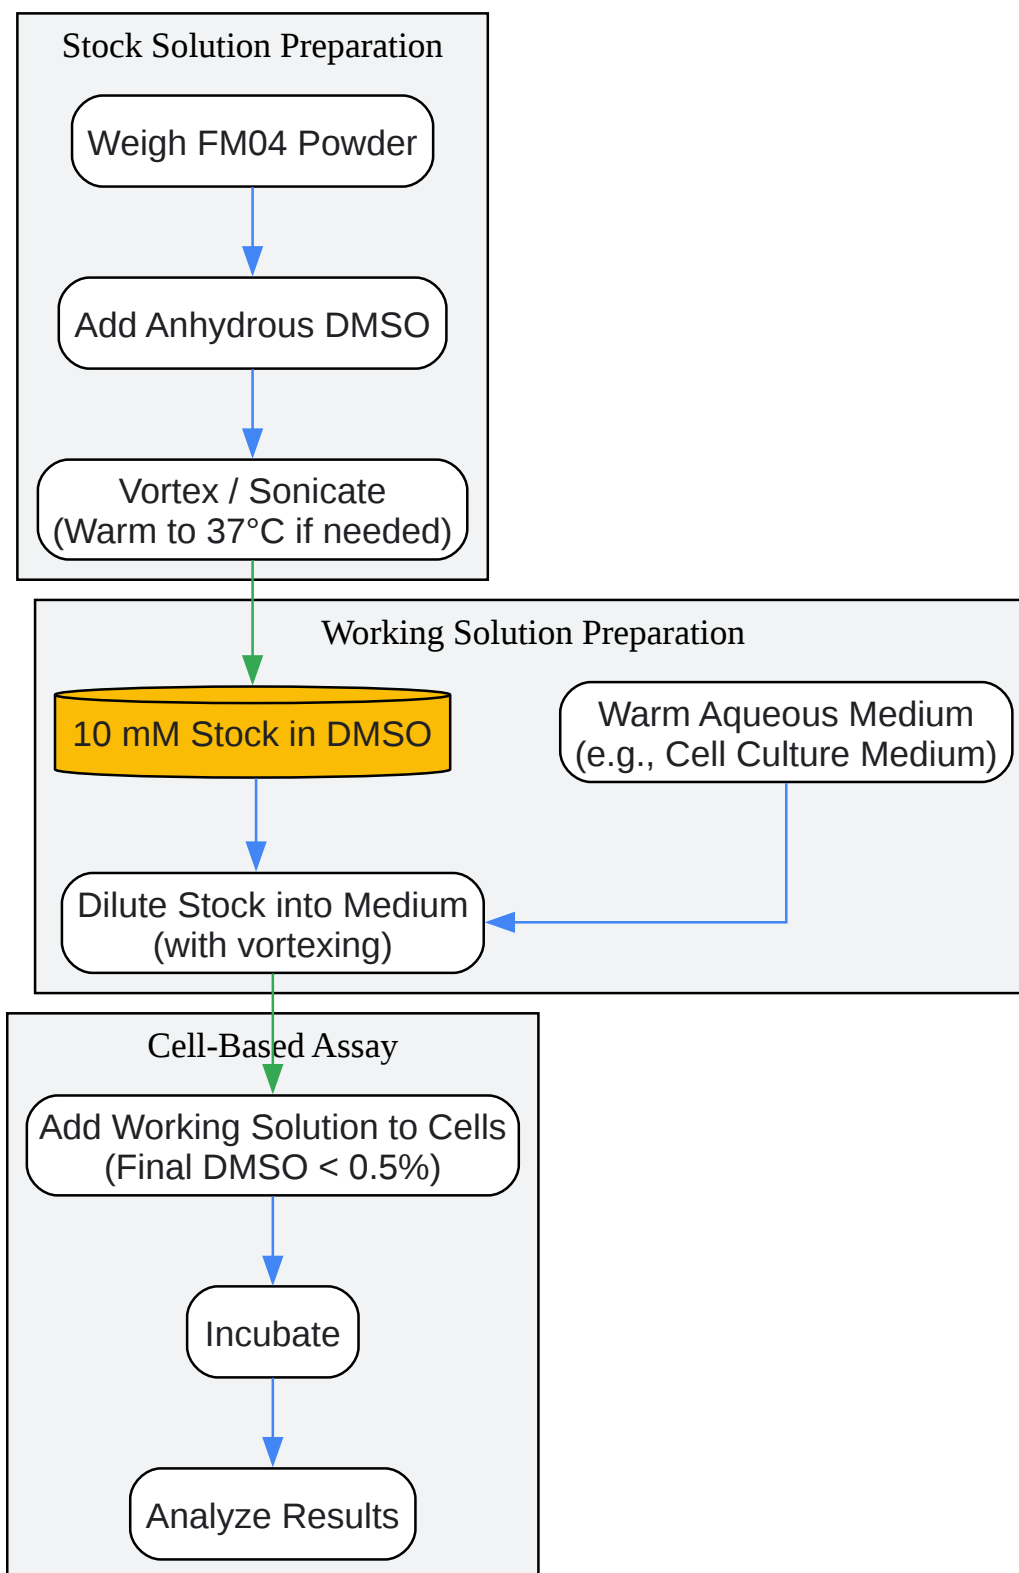 Stock Solution Preparation
Weigh FM04 Powder
Add Anhydrous DMSO
Vortex / Sonicate
(Warm to 37°C if needed)
Working Solution Preparation
10 mM Stock in DMSO
Warm Aqueous Medium
(e.g., Cell Culture Medium)
Dilute Stock into Medium
(with vortexing)
Cell-Based Assay
Add Working Solution to Cells
(Final DMSO < 0.5%)
Incubate
Analyze Results